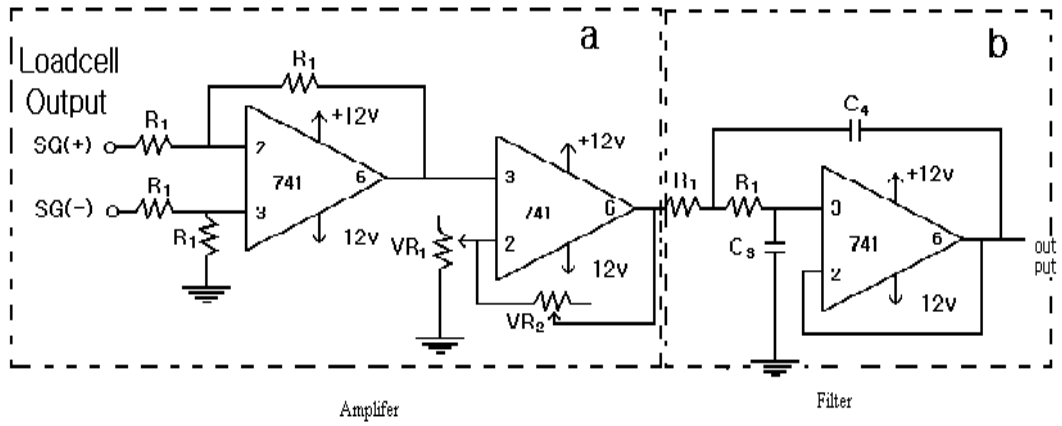 a
b
Loadcell
Output
R1
R1
+12v
SG(+)
2
741
6
SG(-)
R1
3
R1
12v
+12v
3
741
6
VR1
2
12v
VR2
C4
R1
R1
+12v
3
741
6
C3
2
12v
out
put
Amplifer
Filter